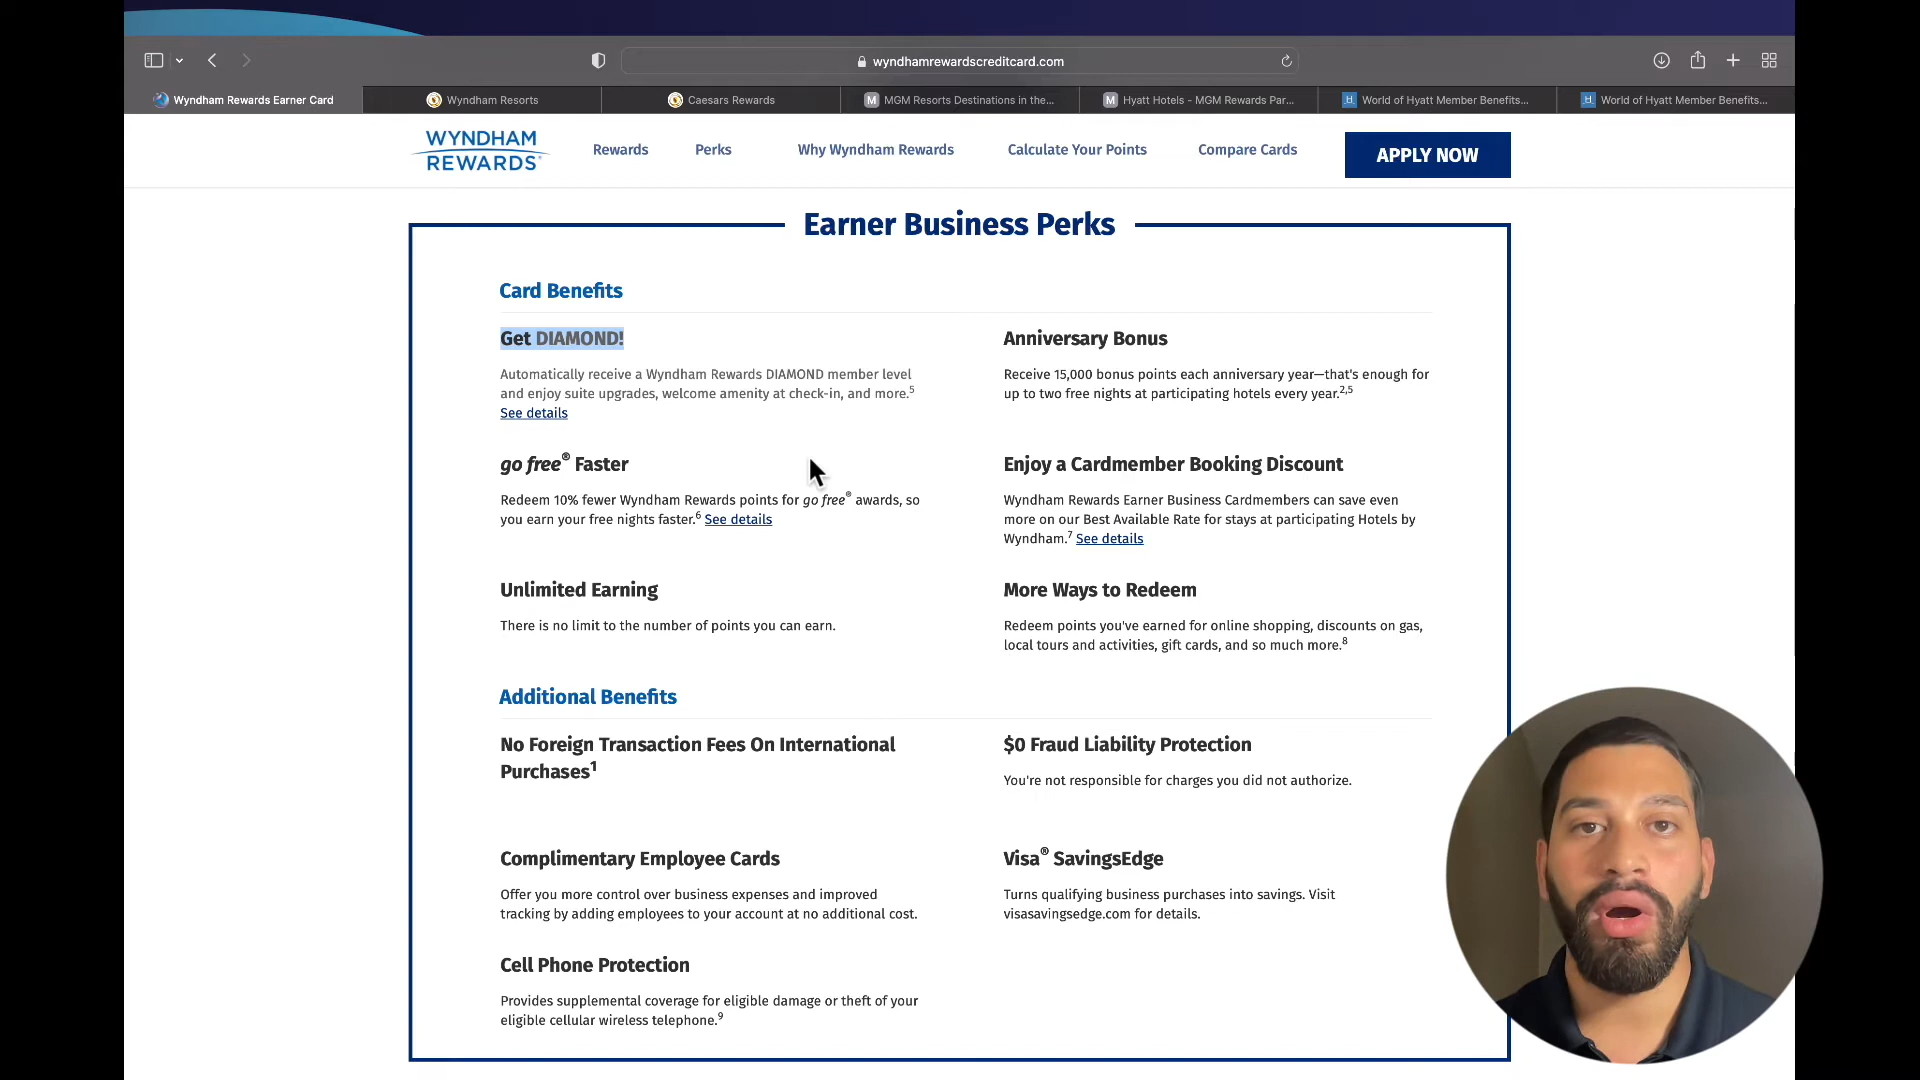 wyndhamrewardscreditcard.com
Wyndham Rewards Earner Card
Wyndham Resorts
Caesars Rewards
M MGM Resorts Destinations in the...
M Hyatt Hotels - MGM Rewards Par...
H World of Hyatt Member Benefits...
H World of Hyatt Member Benefits...
WYNDHAM
REWARDS®
Rewards
Perks
Why Wyndham Rewards
Calculate Your Points
Compare Cards
APPLY NOW
Earner Business Perks
Card Benefits
Get DIAMOND!
Automatically receive a Wyndham Rewards DIAMOND member level
and enjoy suite upgrades, welcome amenity at check-in, and more.5
See details
Anniversary Bonus
Receive 15,000 bonus points each anniversary year—that's enough for
up to two free nights at participating hotels every year.2,5
go free® Faster
Redeem 10% fewer Wyndham Rewards points for go free® awards, so
you earn your free nights faster.6 See details
Enjoy a Cardmember Booking Discount
Wyndham Rewards Earner Business Cardmembers can save even
more on our Best Available Rate for stays at participating Hotels by
Wyndham.7 See details
Unlimited Earning
There is no limit to the number of points you can earn.
More Ways to Redeem
Redeem points you've earned for online shopping, discounts on gas,
local tours and activities, gift cards, and so much more.8
Additional Benefits
No Foreign Transaction Fees On International
Purchases1
$0 Fraud Liability Protection
You're not responsible for charges you did not authorize.
Complimentary Employee Cards
Offer you more control over business expenses and improved
tracking by adding employees to your account at no additional cost.
Visa® SavingsEdge
Turns qualifying business purchases into savings. Visit
visasavingsedge.com for details.
Cell Phone Protection
Provides supplemental coverage for eligible damage or theft of your
eligible cellular wireless telephone.9